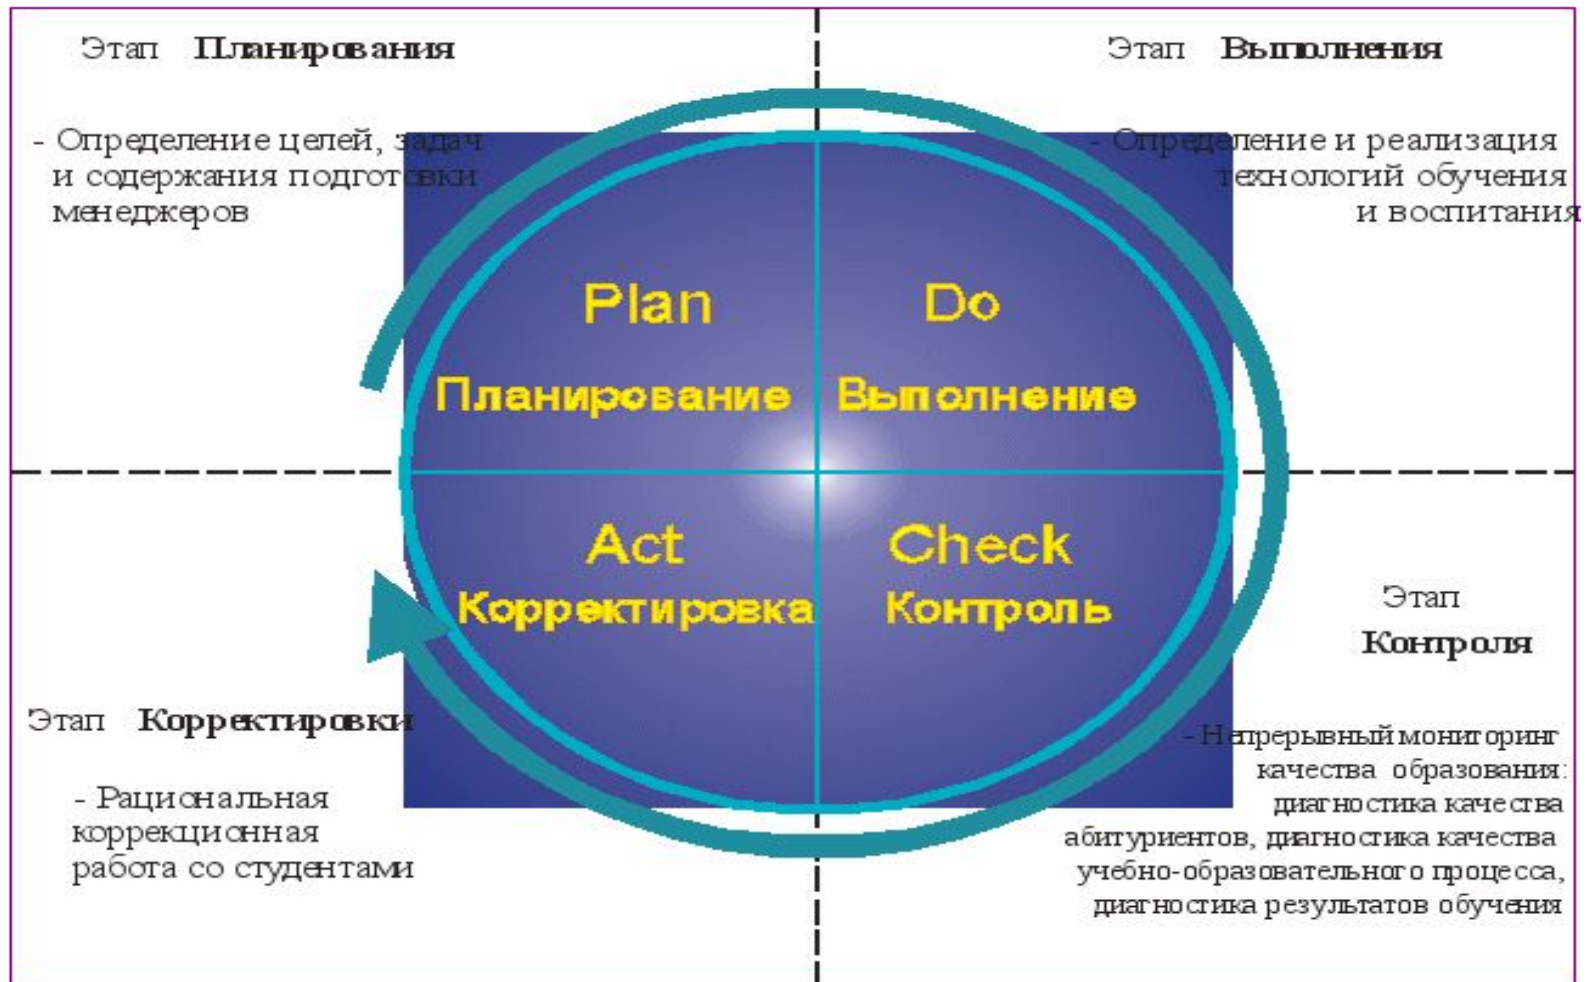 Этап Планирования
- Определение целей, задач
и содержания подготовки
менеджеров
Этап Выполнения
- Определение и реализация
технологий обучения
и воспитания
Plan
Планирование
Do
Выполнение
Act
Корректировка
Check
Контроль
Этап
Контроля
- Непрерывный мониторинг
качества образования:
диагностика качества
абитуриентов, диагностика качества
учебно-образовательного процесса,
диагностика результатов обучения
Этап Корректировки
- Рациональная
коррекционная
работа со студентами